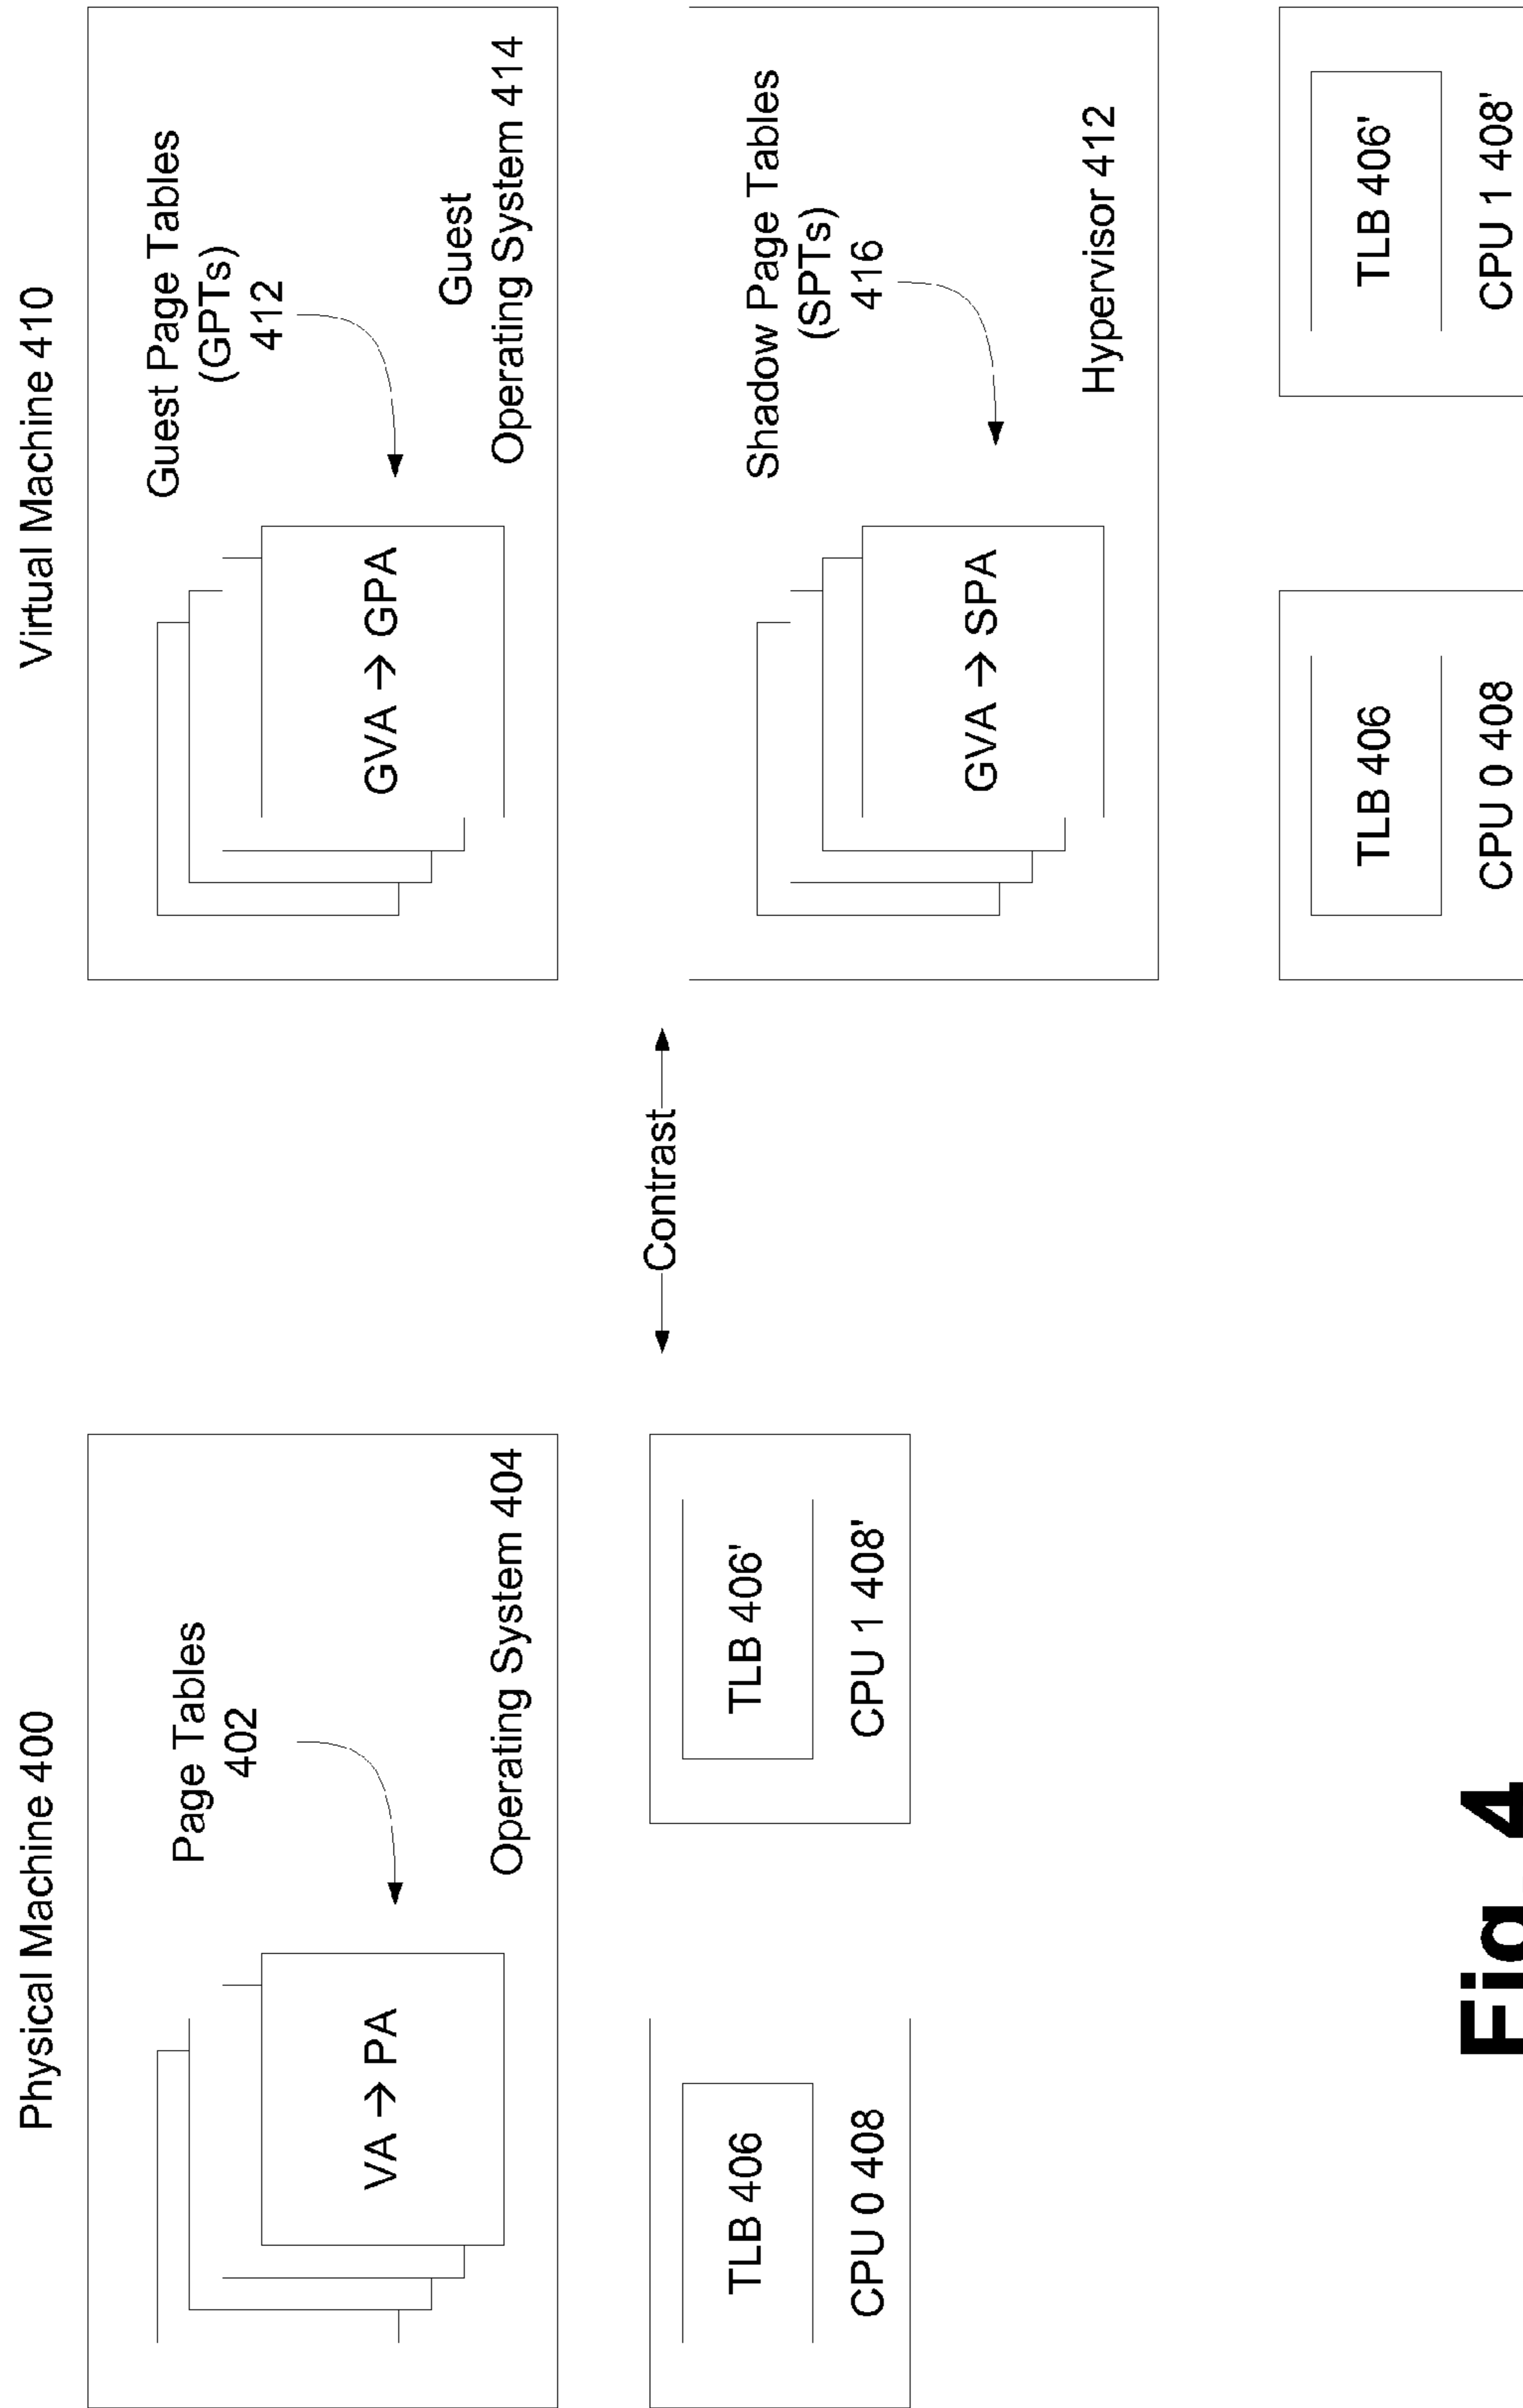 Physical Machine 400
Page Tables
402
VA → PA
Operating System 404
TLB 406
CPU 0 408
TLB 406'
CPU 1 408'
Contrast
Virtual Machine 410
Guest Page Tables
(GPTs)
412
GVA → GPA
Guest
Operating System 414
Shadow Page Tables
(SPTs)
416
GVA → SPA
Hypervisor 412
TLB 406
CPU 0 408
TLB 406'
CPU 1 408'
Fig. 4